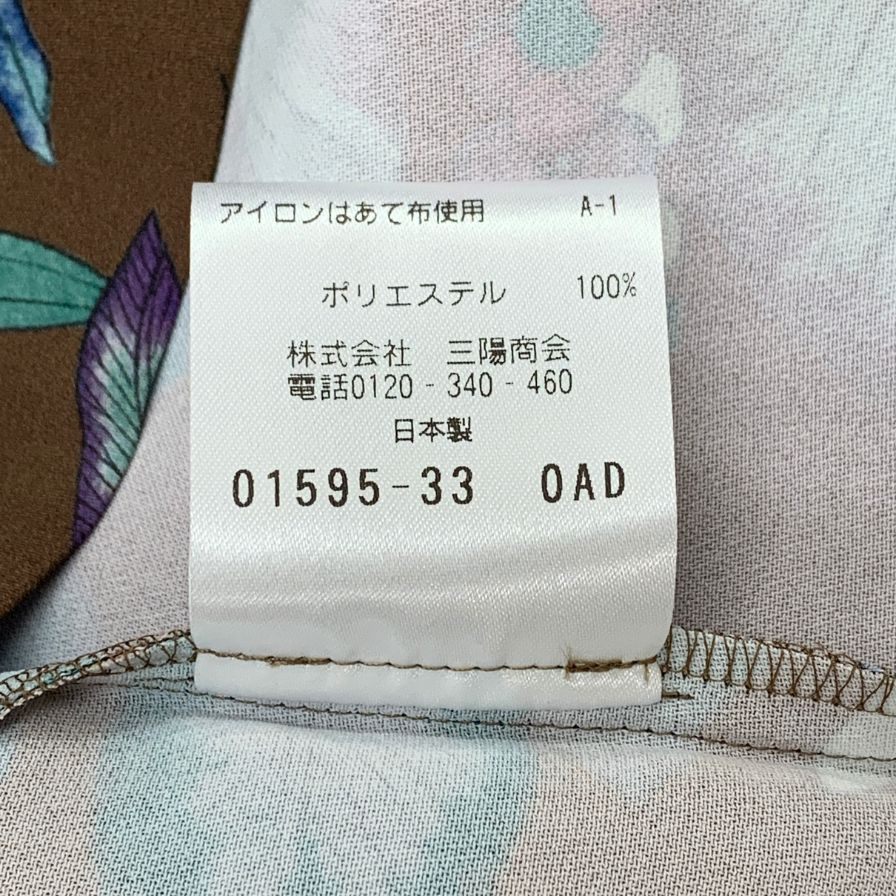 アイロンはあて布使用 A-1
ポリエステル 100%
株式会社 三陽商会
電話0120-340-460
日本製
01595-33 0AD